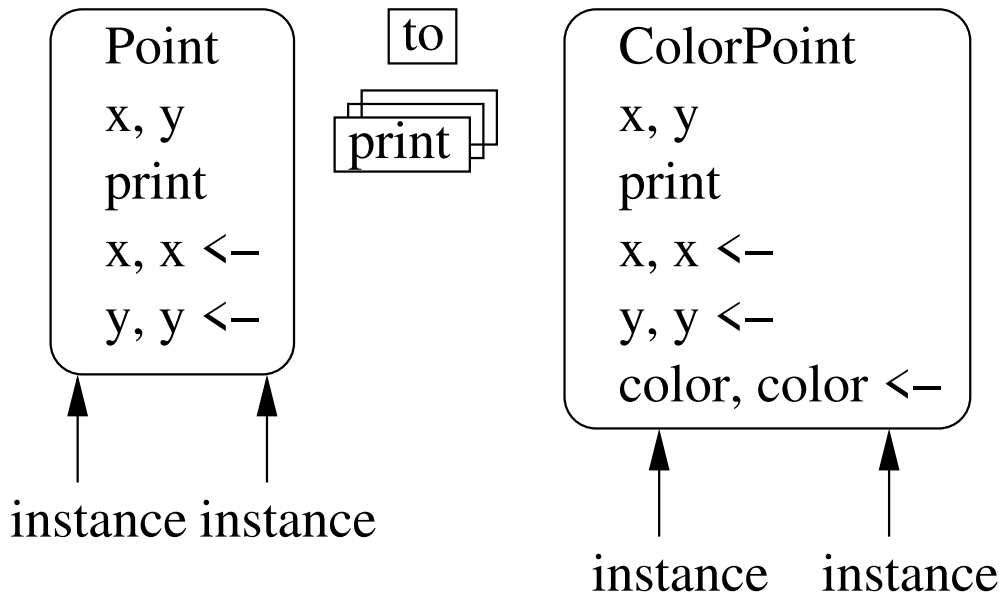 Point
x, y
print
x, x <–
y, y <–
instance instance
to
print
ColorPoint
x, y
print
x, x <–
y, y <–
color, color <–
instance instance